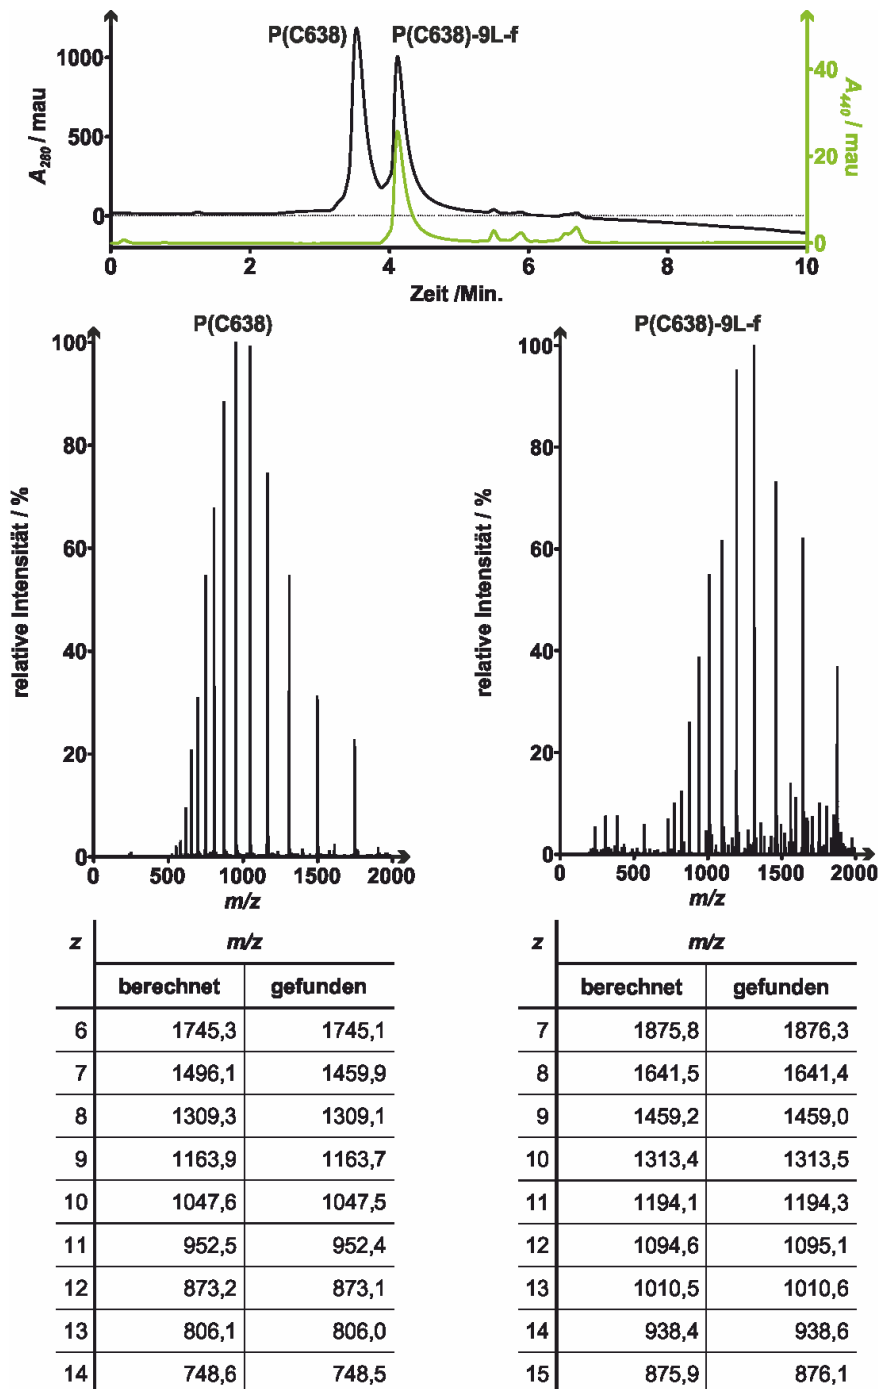 P(C638) P(C638)-9L-f
1000 500 0
A280 / mau
40 20 0
A440 / mau
0 2 4 6 8 10
Zeit /Min.
P(C638)
100 80 60 40 20 0
relative Intensität / %
0 500 1000 1500 2000
m/z
P(C638)-9L-f
100 80 60 40 20 0
relative Intensität / %
0 500 1000 1500 2000
m/z
z m/z
berechnet gefunden
6 1745,3 1745,1
7 1496,1 1459,9
8 1309,3 1309,1
9 1163,9 1163,7
10 1047,6 1047,5
11 952,5 952,4
12 873,2 873,1
13 806,1 806,0
14 748,6 748,5
z m/z
berechnet gefunden
7 1875,8 1876,3
8 1641,5 1641,4
9 1459,2 1459,0
10 1313,4 1313,5
11 1194,1 1194,3
12 1094,6 1095,1
13 1010,5 1010,6
14 938,4 938,6
15 875,9 876,1